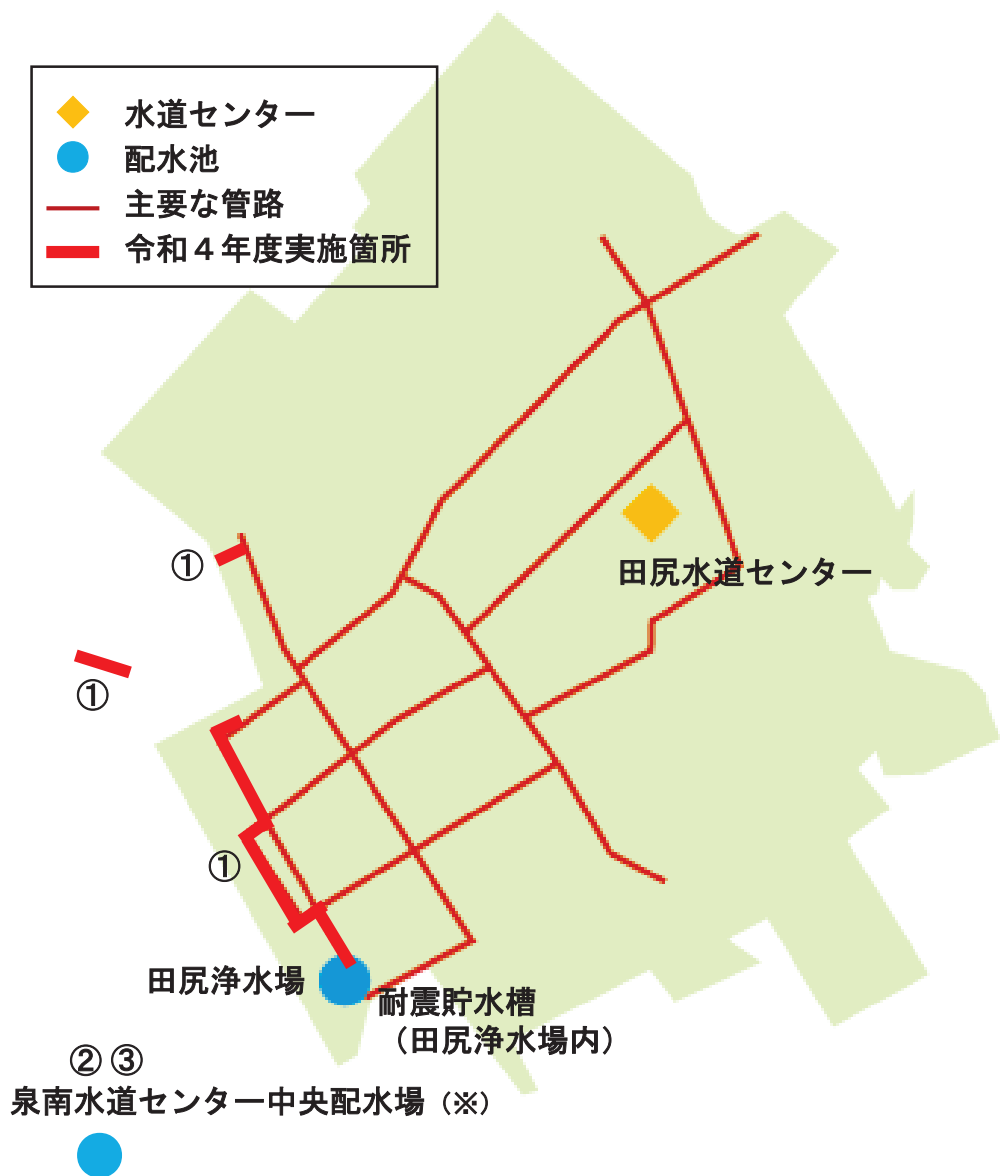 水道センター
配水池
主要な管路
令和４年度実施箇所
①
田尻水道センター
①
①
田尻浄水場
耐震貯水槽
（田尻浄水場内）
②③
泉南水道センター中央配水場（※）